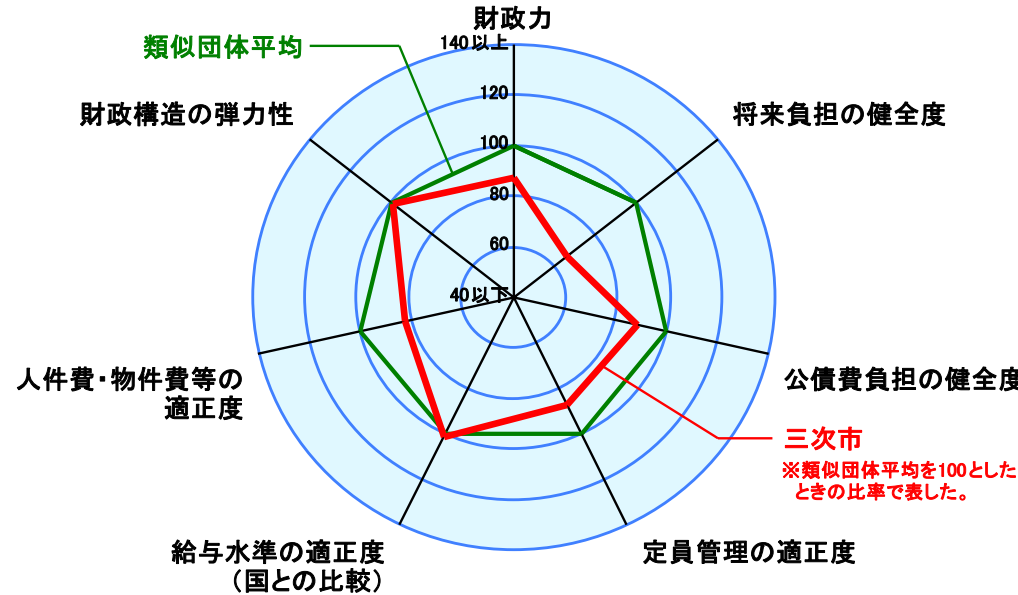 財政力
140以上
類似団体平均
120
財政構造の弾力性
将来負担の健全度
100
80
60
40以下
人件費・物件費等の
適正度
公債費負担の健全度
三次市
※類似団体平均を100とした
ときの比率で表した。
給与水準の適正度
（国との比較）
定員管理の適正度